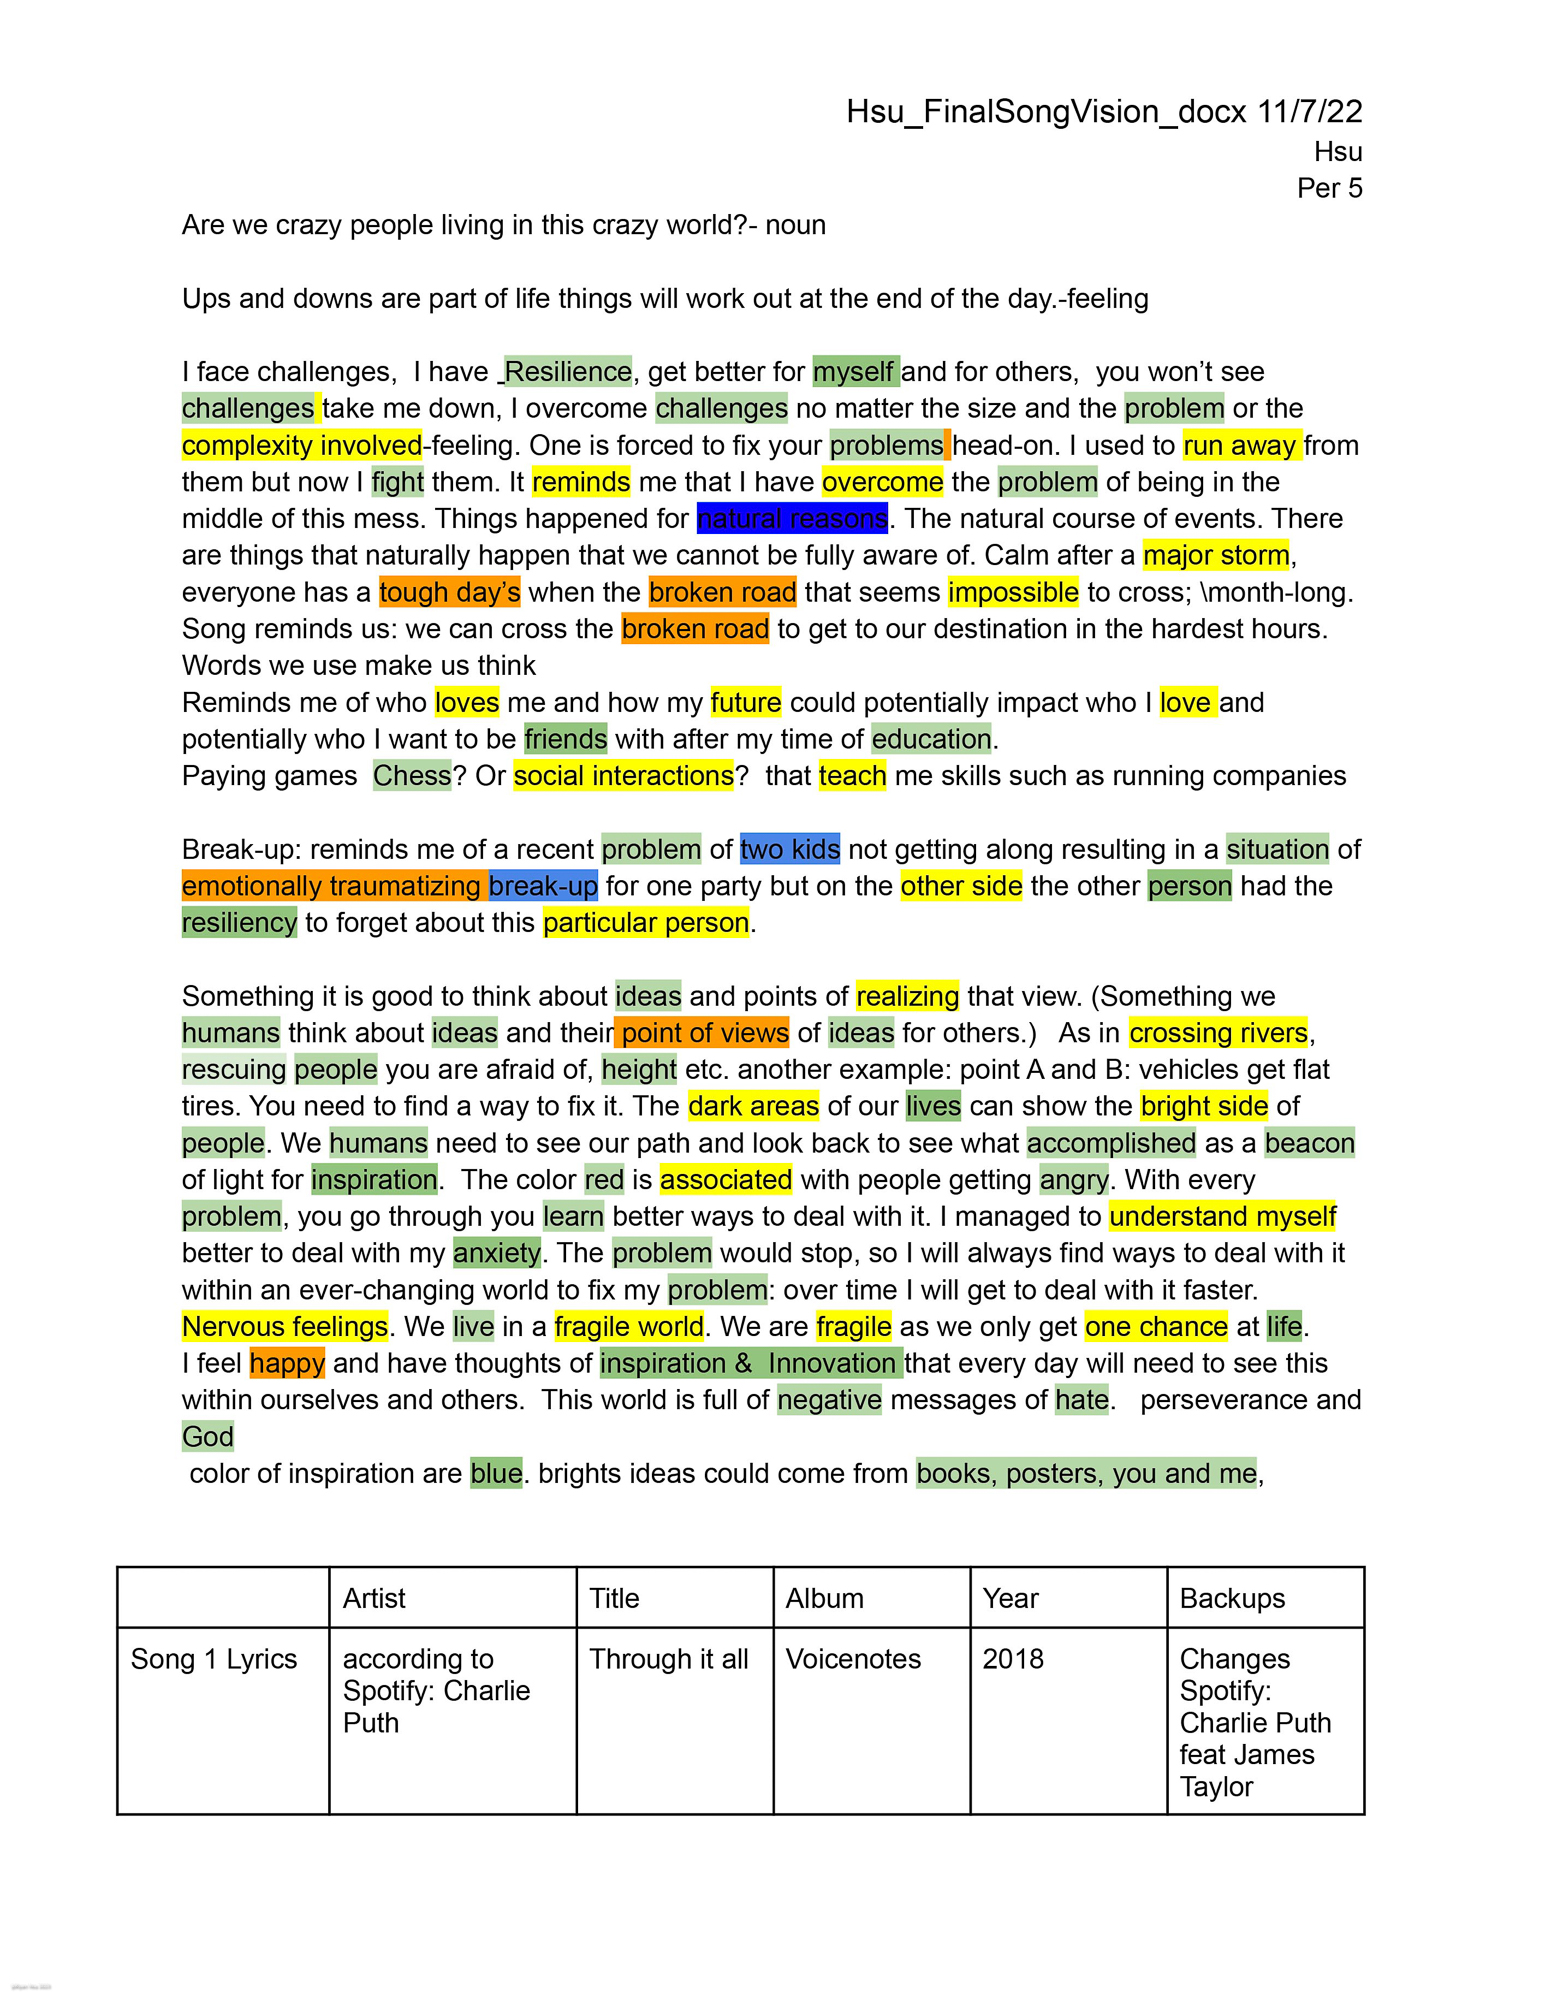 Hsu_FinalSongVision_docx 11/7/22
Hsu
Per 5
Are we crazy people living in this crazy world?- noun
Ups and downs are part of life things will work out at the end of the day.-feeling
I face challenges,  I have _Resilience, get better for myself and for others,  you won’t see
challenges take me down, I overcome challenges no matter the size and the problem or the
complexity involved-feeling. One is forced to fix your problems head-on. I used to run away from
them but now I fight them. It reminds me that I have overcome the problem of being in the
middle of this mess. Things happened for natural reasons. The natural course of events. There
are things that naturally happen that we cannot be fully aware of. Calm after a major storm,
everyone has a tough day’s when the broken road that seems impossible to cross; \month-long.
Song reminds us: we can cross the broken road to get to our destination in the hardest hours.
Words we use make us think
Reminds me of who loves me and how my future could potentially impact who I love and
potentially who I want to be friends with after my time of education.
Paying games  Chess? Or social interactions?  that teach me skills such as running companies
Break-up: reminds me of a recent problem of two kids not getting along resulting in a situation of
emotionally traumatizing break-up for one party but on the other side the other person had the
resiliency to forget about this particular person.
Something it is good to think about ideas and points of realizing that view. (Something we
humans think about ideas and their point of views of ideas for others.)   As in crossing rivers,
rescuing people you are afraid of, height etc. another example: point A and B: vehicles get flat
tires. You need to find a way to fix it. The dark areas of our lives can show the bright side of
people. We humans need to see our path and look back to see what accomplished as a beacon
of light for inspiration.  The color red is associated with people getting angry. With every
problem, you go through you learn better ways to deal with it. I managed to understand myself
better to deal with my anxiety. The problem would stop, so I will always find ways to deal with it
within an ever-changing world to fix my problem: over time I will get to deal with it faster.
Nervous feelings. We live in a fragile world. We are fragile as we only get one chance at life.
I feel happy and have thoughts of inspiration &  Innovation that every day will need to see this
within ourselves and others.  This world is full of negative messages of hate.   perseverance and
God
color of inspiration are blue. brights ideas could come from books, posters, you and me,
Artist Title Album Year Backups
Song 1 Lyrics
according to
Spotify: Charlie
Puth
Through it all
Voicenotes
2018
Changes
Spotify:
Charlie Puth
feat James
Taylor